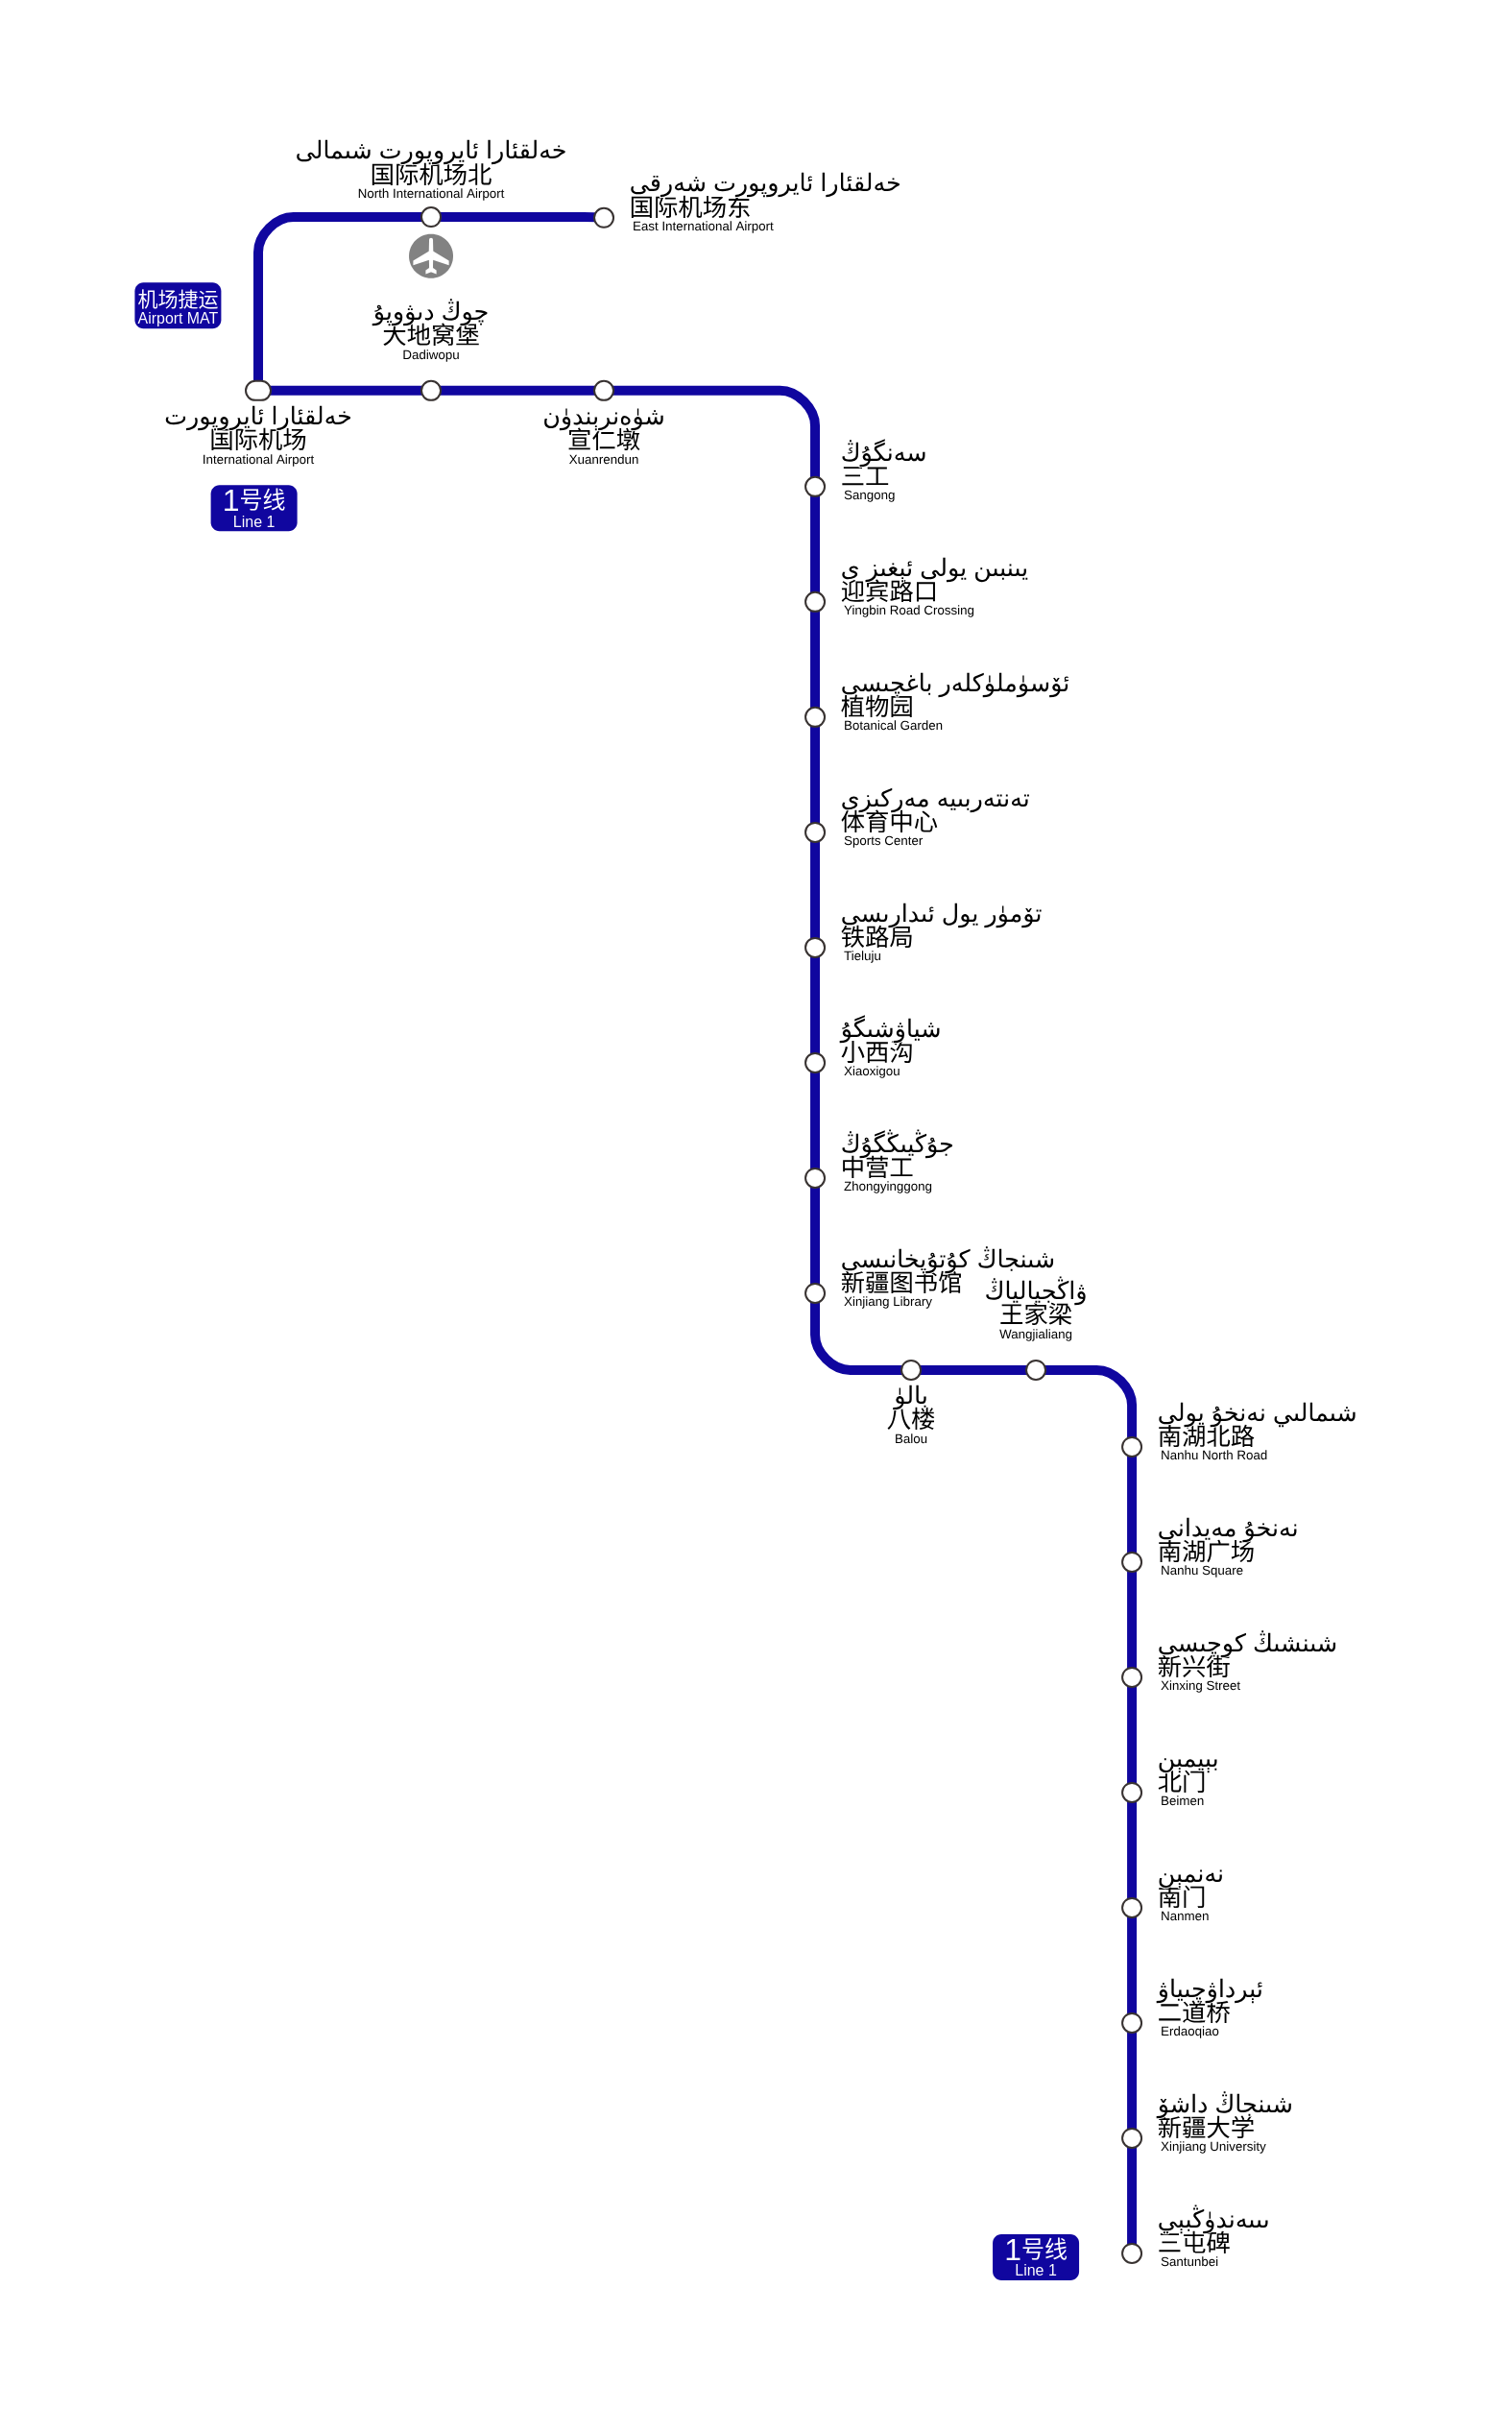 خەلقئارا ئايروپورت شىمالى
国际机场北
North International Airport
خەلقئارا ئايروپورت شەرقى
国际机场东
East International Airport
机场捷运
Airport MAT
چوڭ دىۋوپۇ
大地窝堡
Dadiwopu
خەلقئارا ئايروپورت
国际机场
International Airport
شۈەنرېندۈن
宣仁墩
Xuanrendun
1号线
Line 1
سەنگۇڭ
三工
Sangong
يىنبىن يولى ئېغىز ى
迎宾路口
Yingbin Road Crossing
ئۆسۈملۈكلەر باغچىسى
植物园
Botanical Garden
تەنتەربىيە مەركىزى
体育中心
Sports Center
تۆمۈر يول ئىدارىسى
铁路局
Tieluju
شياۋشىگۇ
小西沟
Xiaoxigou
جۇڭيىڭگۇڭ
中营工
Zhongyinggong
شىنجاڭ كۇتۇپخانىسى
新疆图书馆
Xinjiang Library
ۋاڭجيالياڭ
王家梁
Wangjialiang
بالۈ
八楼
Balou
شىمالىي نەنخۇ يولى
南湖北路
Nanhu North Road
نەنخۇ مەيدانى
南湖广场
Nanhu Square
شىنشىڭ كوچىسى
新兴街
Xinxing Street
بېيمېن
北门
Beimen
نەنمېن
南门
Nanmen
ئېرداۋچىياۋ
二道桥
Erdaoqiao
شىنجاڭ داشۆ
新疆大学
Xinjiang University
سەندۈڭبېي
三屯碑
Santunbei
1号线
Line 1